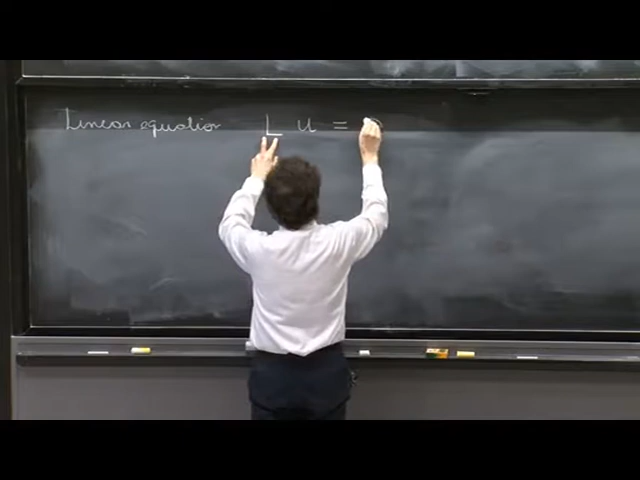 Linear equation L u =